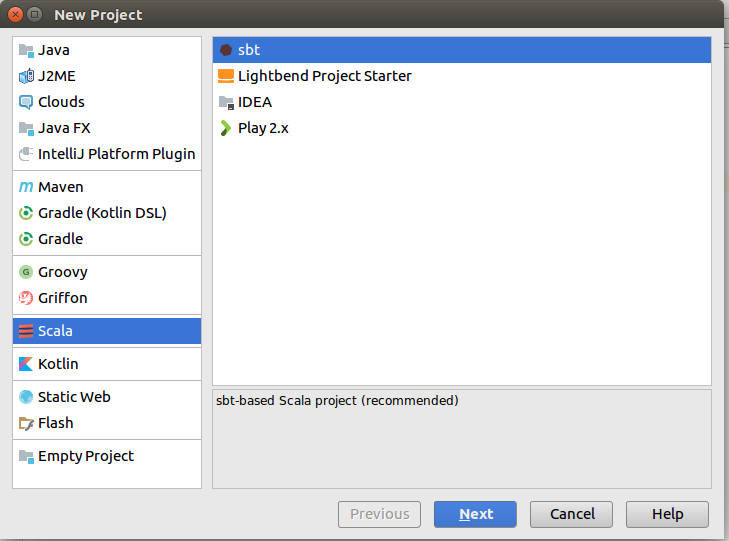 New Project
Java
J2ME
Clouds
Java FX
IntelliJ Platform Plugin
Maven
Gradle (Kotlin DSL)
Gradle
Groovy
Griffon
Scala
Kotlin
Static Web
Flash
Empty Project
sbt
Lightbend Project Starter
IDEA
Play 2.x
sbt-based Scala project (recommended)
Previous
Next
Cancel
Help